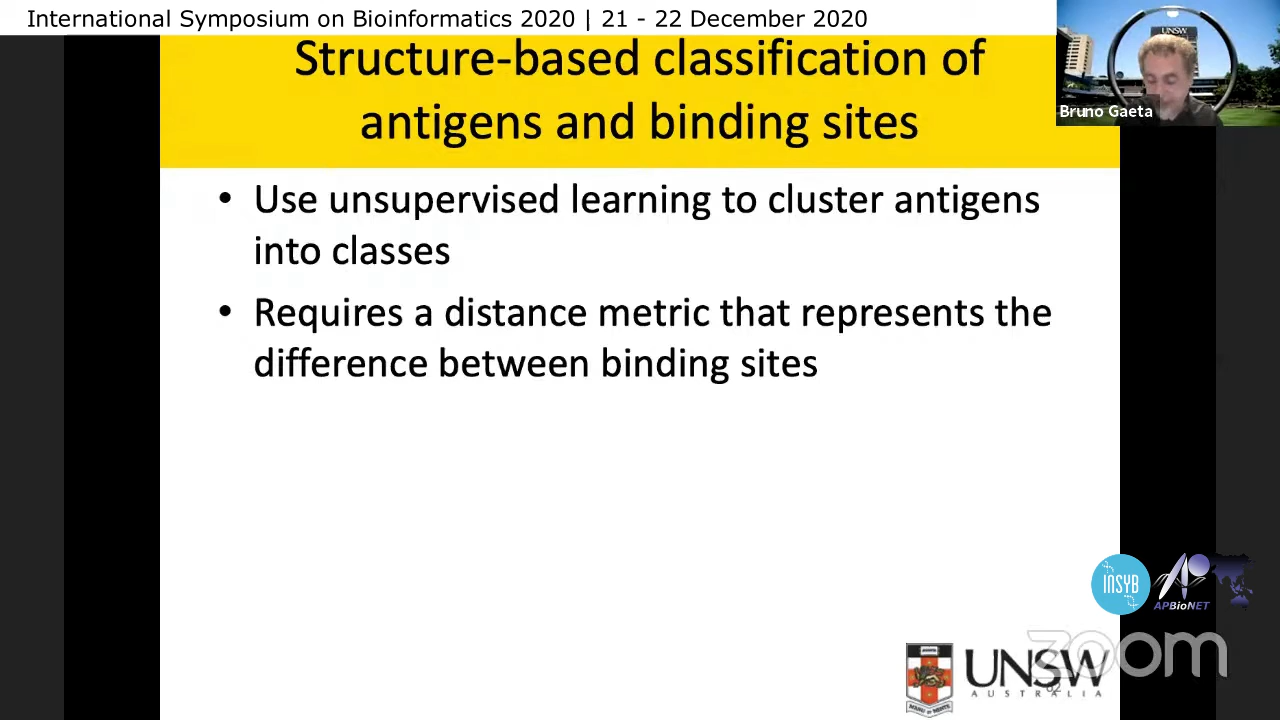 International Symposium on Bioinformatics 2020 | 21 - 22 December 2020
UNSW
Bruno Gaeta
Structure-based classification of
antigens and binding sites
• Use unsupervised learning to cluster antigens
into classes
• Requires a distance metric that represents the
difference between binding sites
INSYB
APBioNET
zoom
UNSW
AUSTRALIA
62